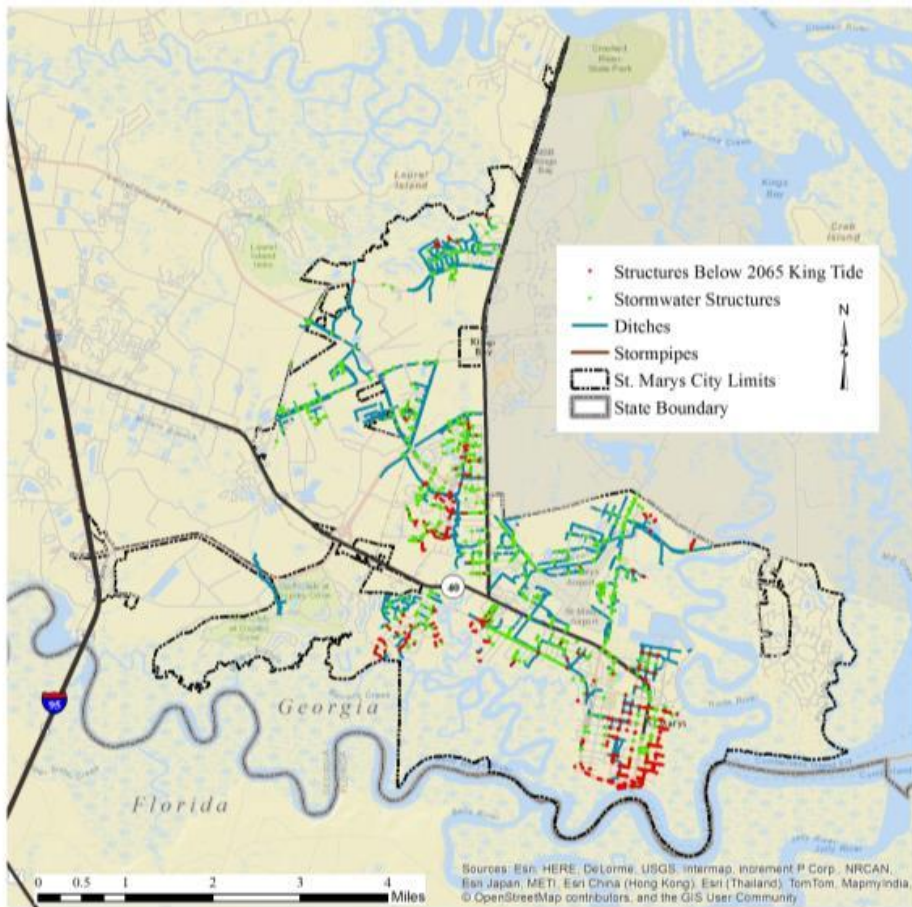 Crooked
River
State Park
Laurel
Island
Kings
Bay
Crab
Island
Laurel
Island
Links
Structures Below 2065 King Tide
Stormwater Structures
Ditches
Stormpipes
St. Marys City Limits
State Boundary
N
Kings
Bay
40
95
Georgia
Florida
0 0.5 1 2 3 4
Miles
Sources: Esri, HERE, DeLorme, USGS, Intermap, increment P Corp., NRCAN,
Esri Japan, METI, Esri China (Hong Kong), Esri (Thailand), TomTom, MapmyIndia,
© OpenStreetMap contributors, and the GIS User Community